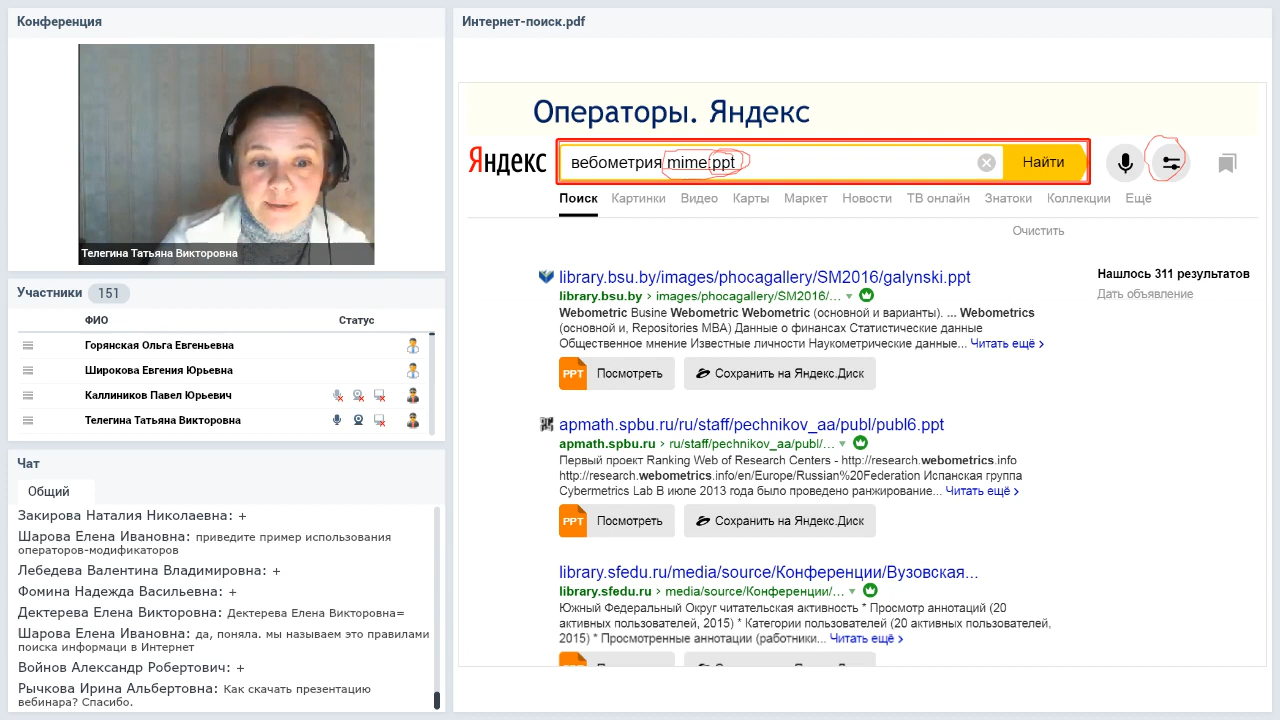 Конференция
Телегина Татьяна Викторовна
Участники 151
ФИО Статус
Горянская Ольга Евгеньевна
Широкова Евгения Юрьевна
Каллиников Павел Юрьевич
Телегина Татьяна Викторовна
Чат
Общий
Закирова Наталия Николаевна: +
Шарова Елена Ивановна: приведите пример использования
операторов-модификаторов
Лебедева Валентина Владимировна: +
Фомина Надежда Васильевна: +
Дектерева Елена Викторовна: Дектерева Елена Викторовна=
Шарова Елена Ивановна: да, поняла. мы называем это правилами
поиска информаци в Интернет
Войнов Александр Робертович: +
Рычкова Ирина Альбертовна: Как скачать презентацию
вебинара? Спасибо.
Интернет-поиск.pdf
Операторы. Яндекс
Яндекс вебометрия mime:ppt Найти
Поиск Картинки Видео Карты Маркет Новости ТВ онлайн Знатоки Коллекции Ещё
Очистить
Нашлось 311 результатов
Дать объявление
library.bsu.by/images/phocagallery/SM2016/galynski.ppt
library.bsu.by › images/phocagallery/SM2016/...
Webometric Busine Webometric Webometric (основной и варианты). ... Webometrics
(основной и, Repositories MBA) Данные о финансах Статистические данные
Общественное мнение Известные личности Наукометрические данные... Читать ещё ›
PPT Посмотреть Сохранить на Яндекс.Диск
apmath.spbu.ru/ru/staff/pechnikov_aa/publ/publ6.ppt
apmath.spbu.ru › ru/staff/pechnikov_aa/publ/...
Первый проект Ranking Web of Research Centers - http://research.webometrics.info
http://research.webometrics.info/en/Europe/Russian%20Federation Испанская группа
Cybermetrics Lab В июле 2013 года было проведено ранжирование... Читать ещё ›
PPT Посмотреть Сохранить на Яндекс.Диск
library.sfedu.ru/media/source/Конференции/Вузовская...
library.sfedu.ru › media/source/Конференции/...
Южный Федеральный Округ читательская активность * Просмотр аннотаций (20
активных пользователей, 2015) * Категории пользователей (20 активных пользователей,
2015) * Просмотренные аннотации (работники... Читать ещё ›